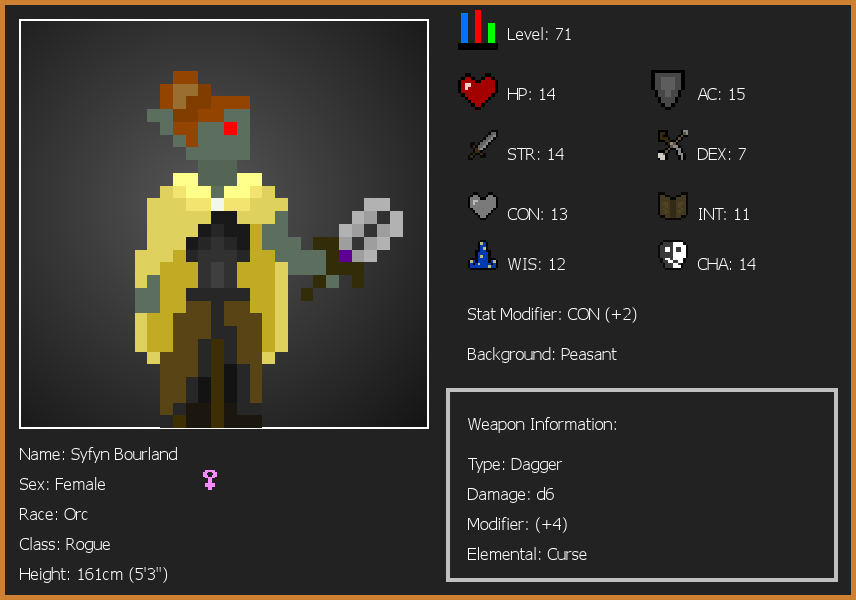 Level: 71
HP: 14
AC: 15
STR: 14
DEX: 7
CON: 13
INT: 11
WIS: 12
CHA: 14
Stat Modifier: CON (+2)
Background: Peasant
Weapon Information:
Type: Dagger
Damage: d6
Modifier: (+4)
Elemental: Curse
Name: Syfyn Bourland
Sex: Female
Race: Orc
Class: Rogue
Height: 161cm (5'3")